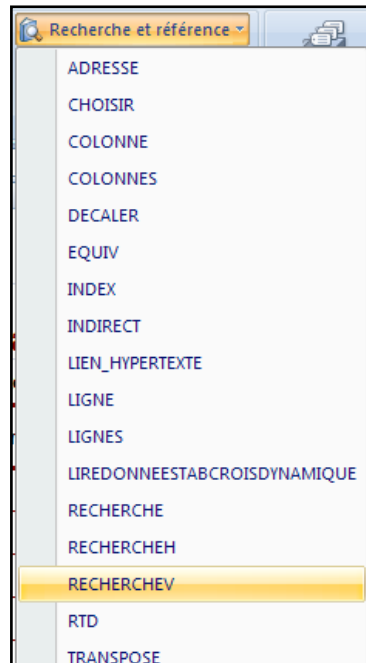 Recherche et référence
ADRESSE
CHOISIR
COLONNE
COLONNES
DECALER
EQUIV
INDEX
INDIRECT
LIEN_HYPERTEXTE
LIGNE
LIGNES
LIREDONNEESTABCROISDYNAMIQUE
RECHERCHE
RECHERCHEH
RECHERCHEV
RTD
TRANSPOSE